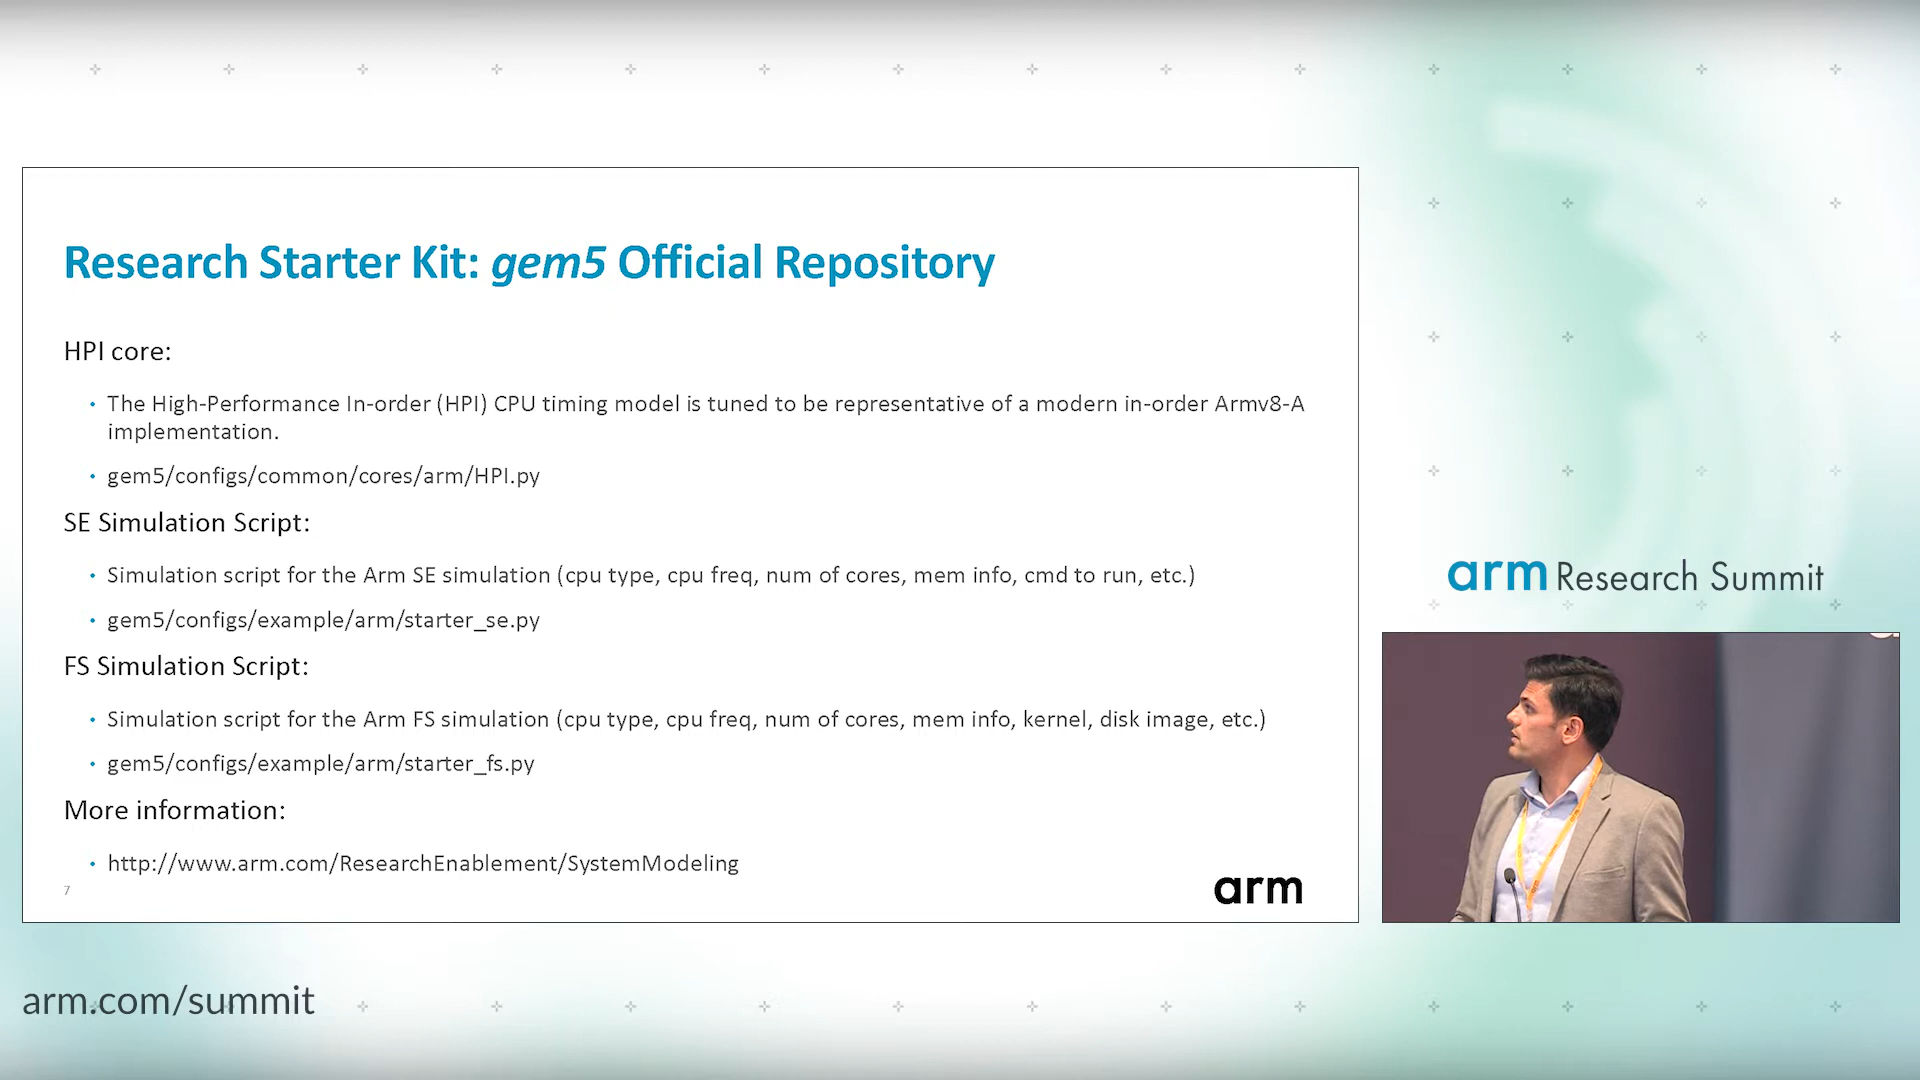 Research Starter Kit: gem5 Official Repository
HPI core:
• The High-Performance In-order (HPI) CPU timing model is tuned to be representative of a modern in-order Armv8-A
implementation.
• gem5/configs/common/cores/arm/HPI.py
SE Simulation Script:
• Simulation script for the Arm SE simulation (cpu type, cpu freq, num of cores, mem info, cmd to run, etc.)
• gem5/configs/example/arm/starter_se.py
FS Simulation Script:
• Simulation script for the Arm FS simulation (cpu type, cpu freq, num of cores, mem info, kernel, disk image, etc.)
• gem5/configs/example/arm/starter_fs.py
More information:
• http://www.arm.com/ResearchEnablement/SystemModeling
7
arm
arm Research Summit
arm.com/summit